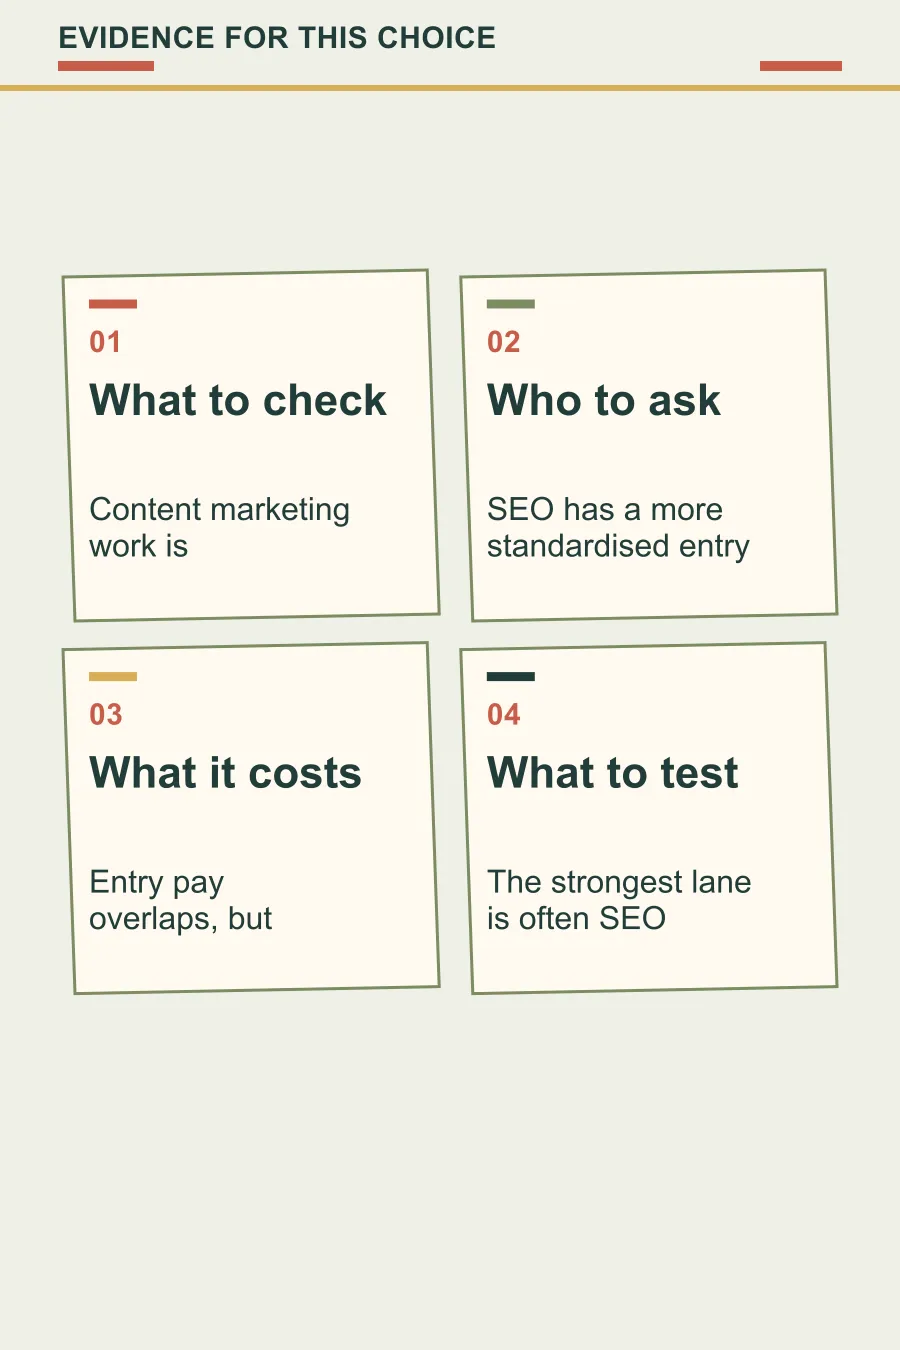 EVIDENCE FOR THIS CHOICE
01
What to check
Content marketing
work is
02
Who to ask
SEO has a more
standardised entry
03
What it costs
Entry pay
overlaps, but
04
What to test
The strongest lane
is often SEO